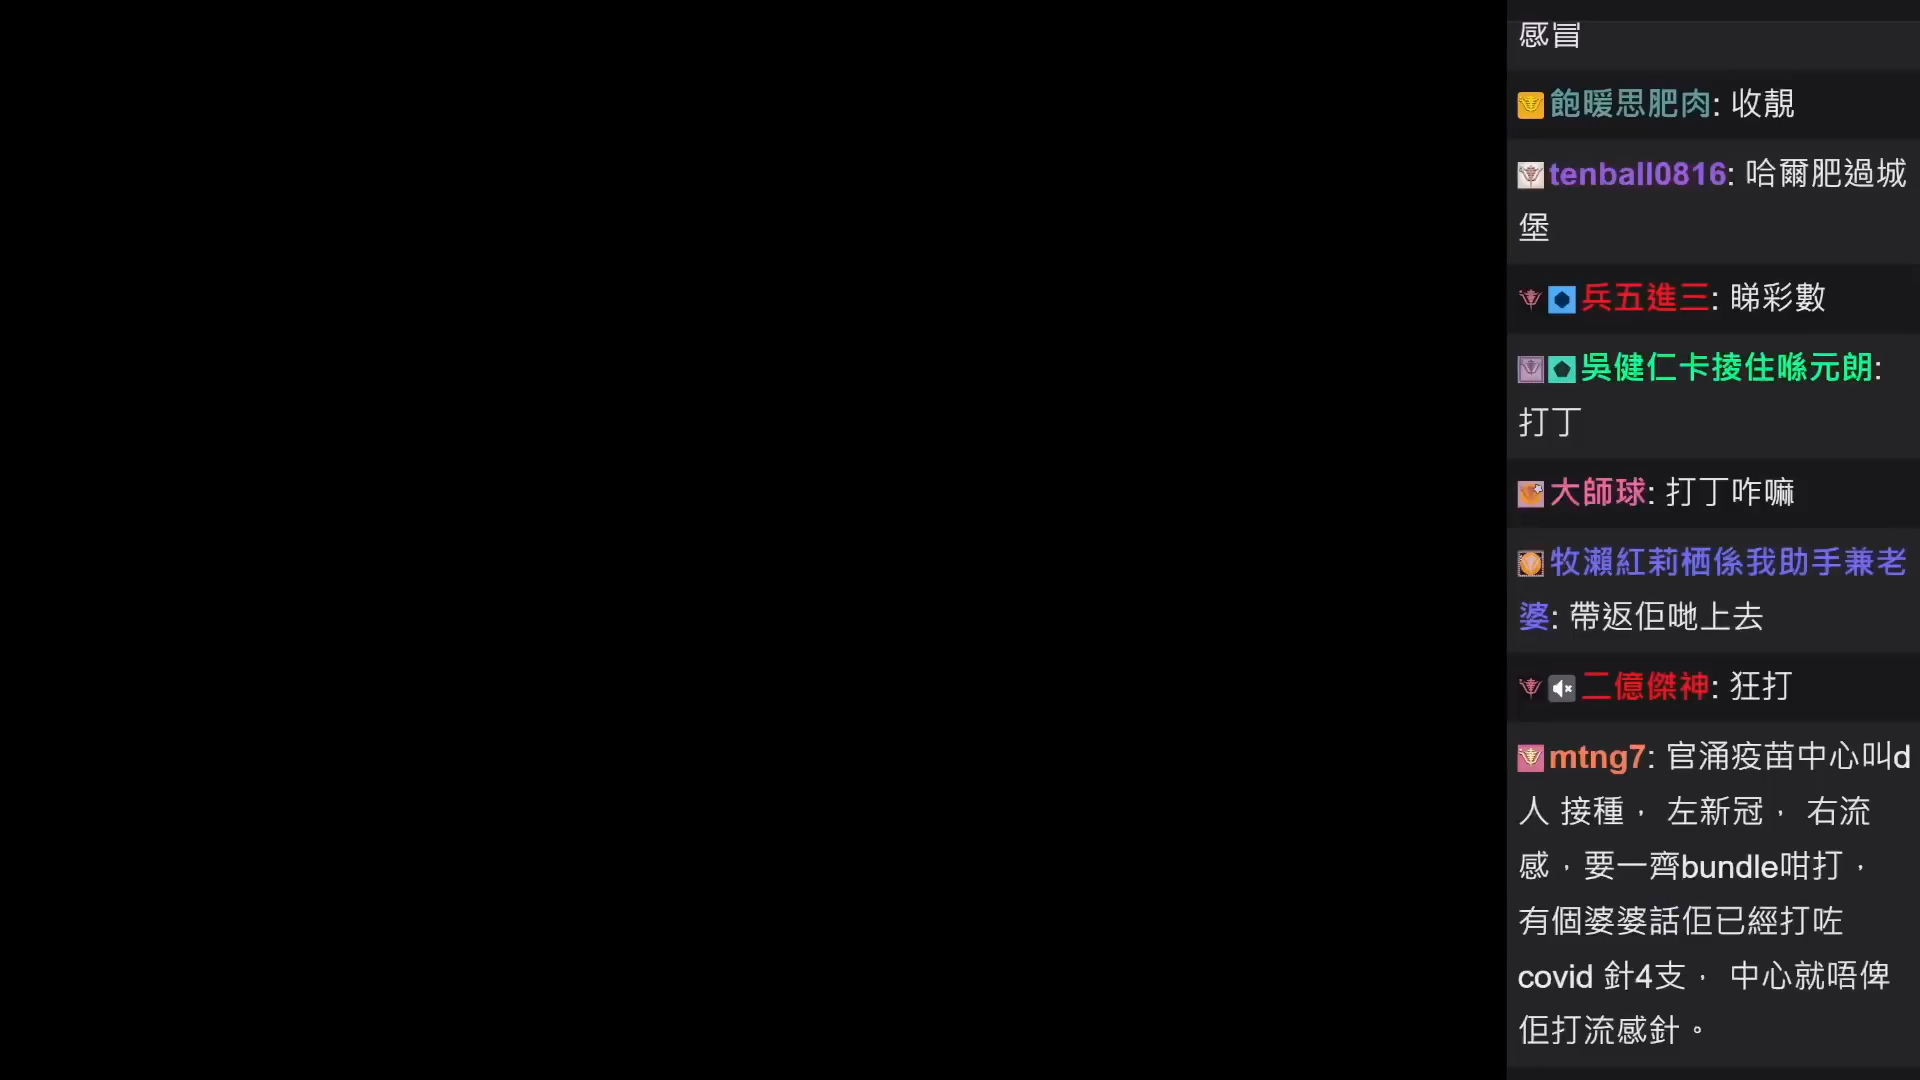 感冒
飽暖思肥肉: 收靚
tenball0816: 哈爾肥過城
堡
兵五進三: 睇彩數
吳健仁卡掕住喺元朗:
打丁
大師球: 打丁咋嘛
牧瀨紅莉栖係我助手兼老
婆: 帶返佢哋上去
二億傑神: 狂打
mtng7: 官涌疫苗中心叫d
人 接種， 左新冠， 右流
感，要一齊bundle咁打，
有個婆婆話佢已經打咗
covid 針4支， 中心就唔俾
佢打流感針。